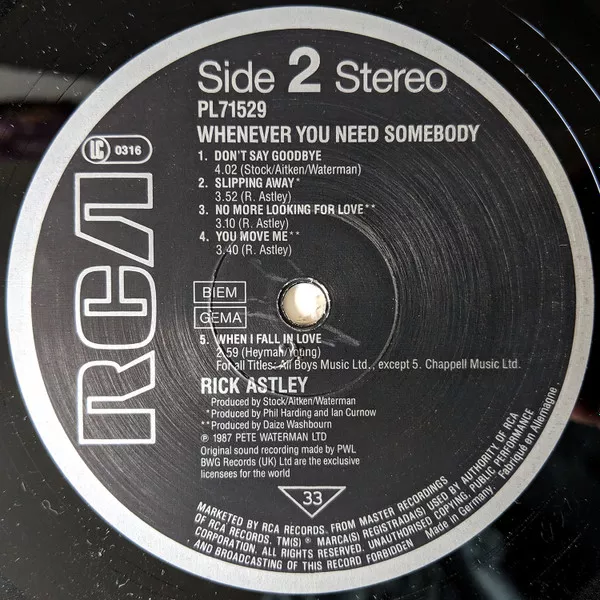 Side 2 Stereo
PL71529
WHENEVER YOU NEED SOMEBODY
LC 0316
1. DON'T SAY GOODBYE
4.02 (Stock/Aitken/Waterman)
2. SLIPPING AWAY*
3.52 (R. Astley)
3. NO MORE LOOKING FOR LOVE**
3.10 (R. Astley)
4. YOU MOVE ME**
3.40 (R. Astley)
RCA
BIEM
GEMA
5. WHEN I FALL IN LOVE
2.59 (Heyman/Young)
For all Titles: All Boys Music Ltd., except 5. Chappell Music Ltd.
RICK ASTLEY
Produced by Stock/Aitken/Waterman
*Produced by Phil Harding and Ian Curnow
**Produced by Daize Washbourn
℗ 1987 PETE WATERMAN LTD
Original sound recording made by PWL
BWG Records (UK) Ltd are the exclusive
licensees for the world
33
MARKETED BY RCA RECORDS. FROM MASTER RECORDINGS
OF RCA RECORDS. TM(S) ® MARCA(S) REGISTRADA(S) USED BY AUTHORITY OF RCA
CORPORATION. ALL RIGHTS RESERVED. UNAUTHORISED COPYING, PUBLIC PERFORMANCE
AND BROADCASTING OF THIS RECORD FORBIDDEN
Made in Germany. Fabriqué en Allemagne.